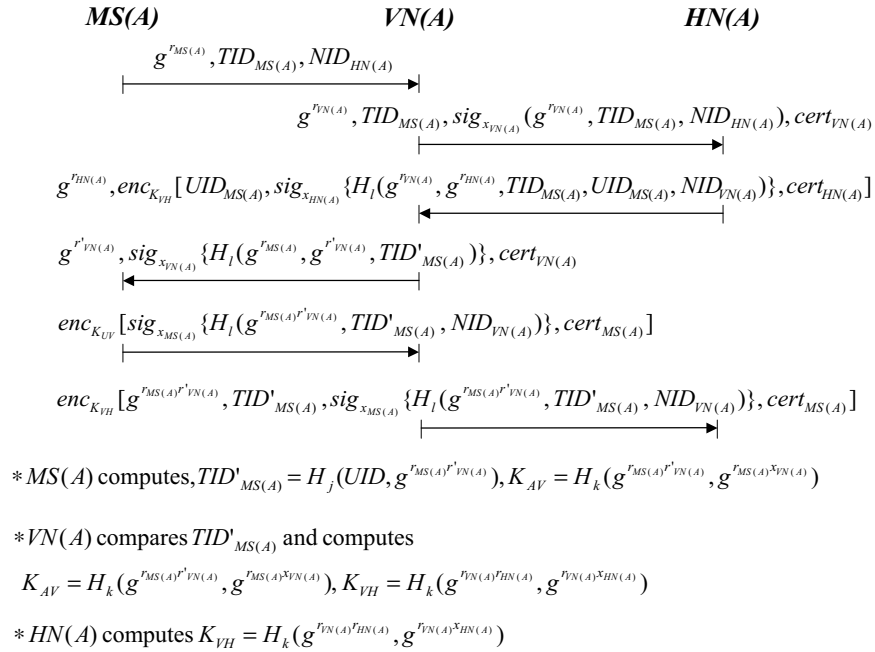 MS(A) VN(A) HN(A)
g^{r_{MS(A)}}, TID_{MS(A)}, NID_{HN(A)}
g^{r_{VN(A)}}, TID_{MS(A)}, sig_{x_{VN(A)}}(g^{r_{VN(A)}}, TID_{MS(A)}, NID_{HN(A)}), cert_{VN(A)}
g^{r_{HN(A)}}, enc_{K_{VH}}[UID_{MS(A)}, sig_{x_{HN(A)}}{H_l(g^{r_{VN(A)}}, g^{r_{HN(A)}}, TID_{MS(A)}, UID_{MS(A)}, NID_{VN(A)})}, cert_{HN(A)}]
g^{r'_{VN(A)}}, sig_{x_{VN(A)}}{H_l(g^{r_{MS(A)}}, g^{r'_{VN(A)}}, TID'_{MS(A)})}, cert_{VN(A)}
enc_{K_{UV}}[sig_{x_{MS(A)}}{H_l(g^{r_{MS(A)}r'_{VN(A)}}, TID'_{MS(A)}, NID_{VN(A)})}, cert_{MS(A)}]
enc_{K_{VH}}[g^{r_{MS(A)}r'_{VN(A)}}, TID'_{MS(A)}, sig_{x_{MS(A)}}{H_l(g^{r_{MS(A)}r'_{VN(A)}}, TID'_{MS(A)}, NID_{VN(A)})}, cert_{MS(A)}]
* MS(A) computes, TID'_{MS(A)} = H_j(UID, g^{r_{MS(A)}r'_{VN(A)}}), K_{AV} = H_k(g^{r_{MS(A)}r'_{VN(A)}}, g^{r_{MS(A)}x_{VN(A)}})
* VN(A) compares TID'_{MS(A)} and computes
K_{AV} = H_k(g^{r_{MS(A)}r'_{VN(A)}}, g^{r_{MS(A)}x_{VN(A)}}), K_{VH} = H_k(g^{r_{VN(A)}r_{HN(A)}}, g^{r_{VN(A)}x_{HN(A)}})
* HN(A) computes K_{VH} = H_k(g^{r_{VN(A)}r_{HN(A)}}, g^{r_{VN(A)}x_{HN(A)}})